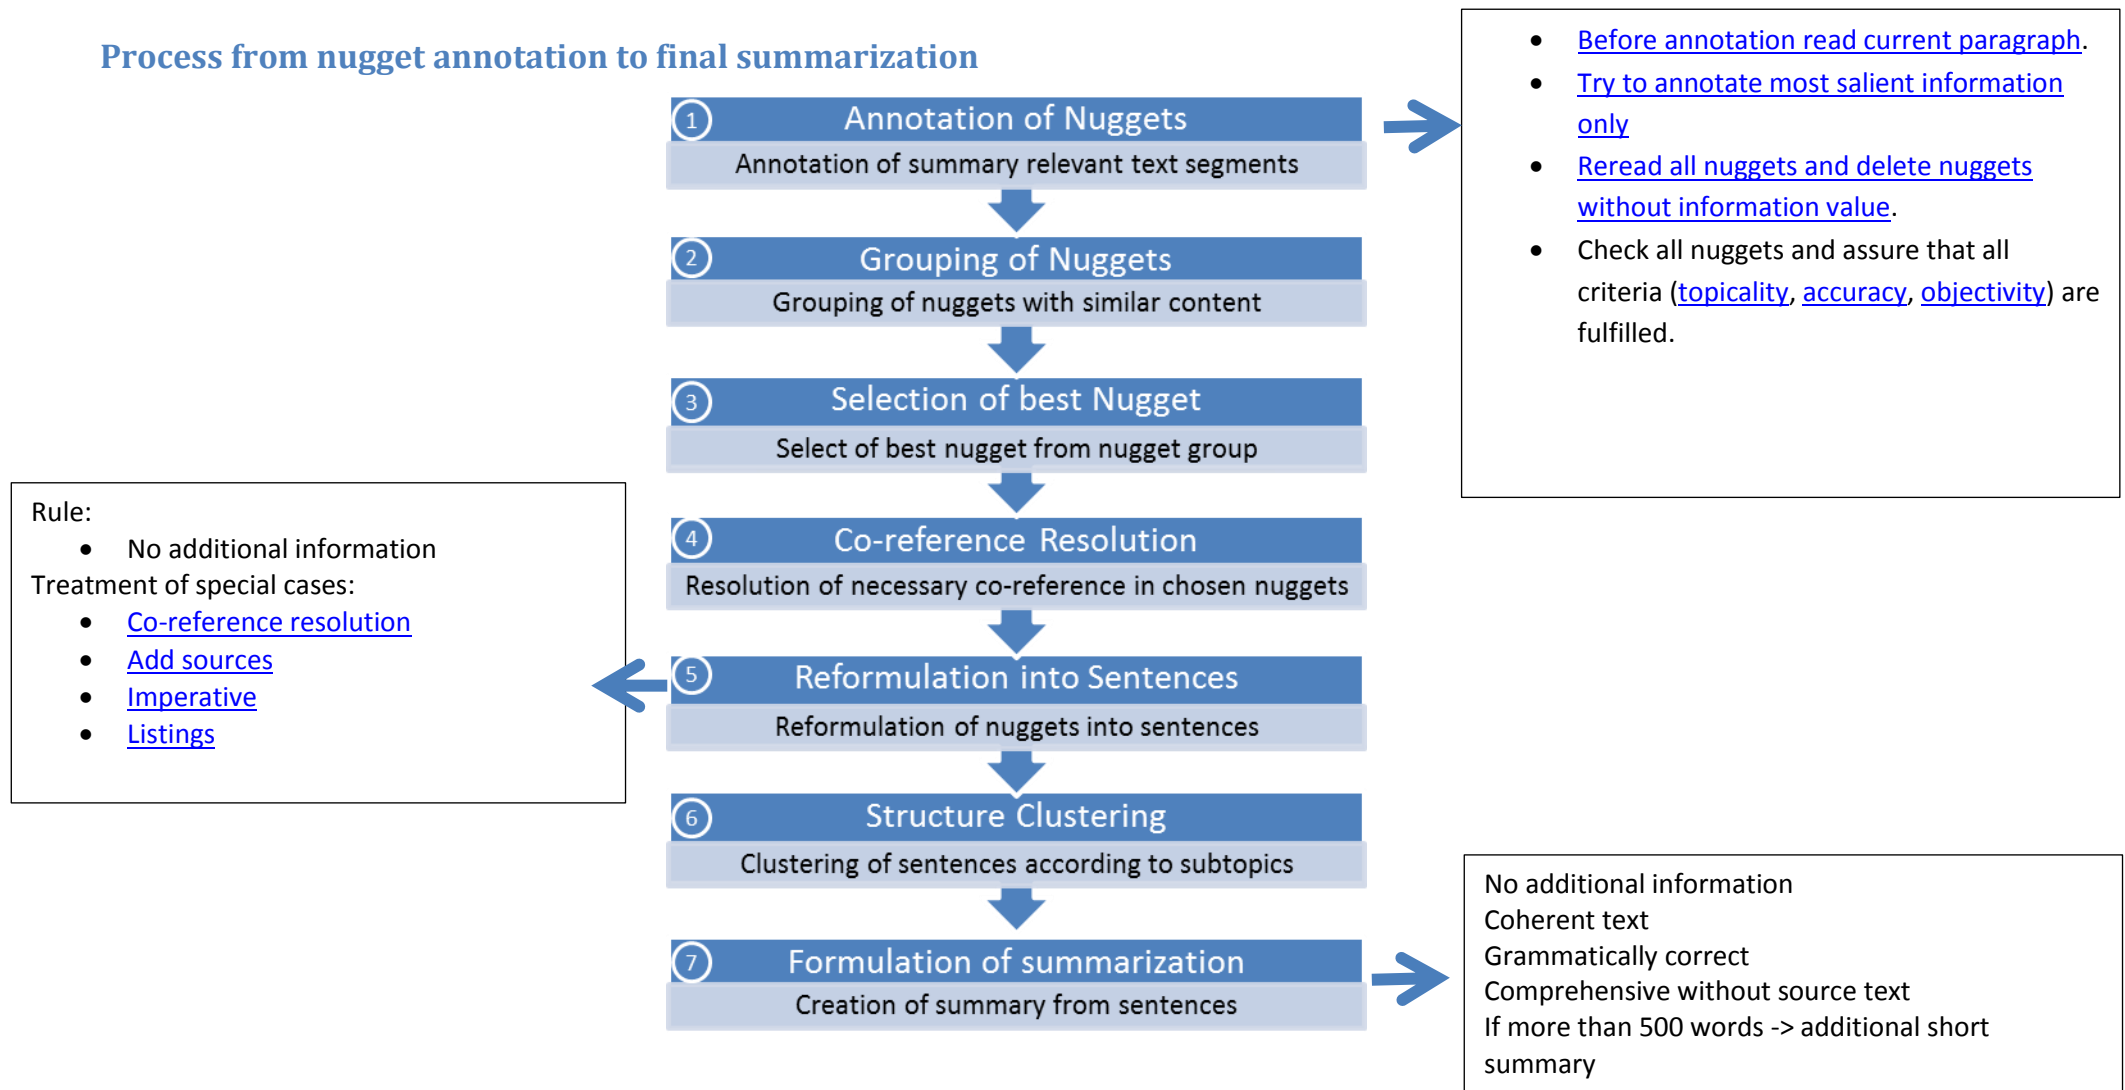 Process from nugget annotation to final summarization
• Before annotation read current paragraph.
• Try to annotate most salient information
only
• Reread all nuggets and delete nuggets
without information value.
• Check all nuggets and assure that all
criteria (topicality, accuracy, objectivity) are
fulfilled.
1 Annotation of Nuggets
Annotation of summary relevant text segments
2 Grouping of Nuggets
Grouping of nuggets with similar content
3 Selection of best Nugget
Select of best nugget from nugget group
4 Co-reference Resolution
Resolution of necessary co-reference in chosen nuggets
5 Reformulation into Sentences
Reformulation of nuggets into sentences
Rule:
• No additional information
Treatment of special cases:
• Co-reference resolution
• Add sources
• Imperative
• Listings
6 Structure Clustering
Clustering of sentences according to subtopics
7 Formulation of summarization
Creation of summary from sentences
No additional information
Coherent text
Grammatically correct
Comprehensive without source text
If more than 500 words -> additional short
summary